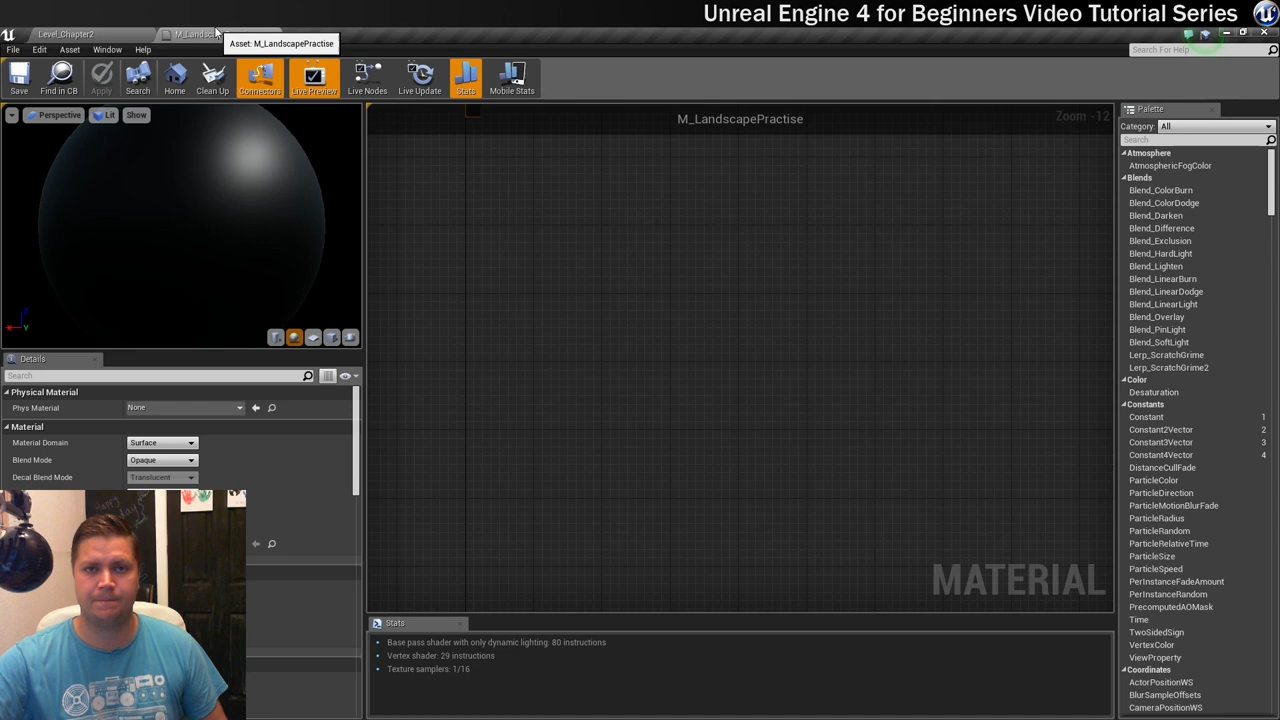 Unreal Engine 4 for Beginners Video Tutorial Series
Level_Chapter2
M_Landsc
Asset: M_LandscapePractise
File Edit Asset Window Help
Search For Help
Save Find in CB Apply Search Home Clean Up Connectors Live Preview Live Nodes Live Update Stats Mobile Stats
Perspective Lit Show
M_LandscapePractise
Zoom -12
Palette
Category: All
Search
Atmosphere
AtmosphericFogColor
Blends
Blend_ColorBurn
Blend_ColorDodge
Blend_Darken
Blend_Difference
Blend_Exclusion
Blend_HardLight
Blend_Lighten
Blend_LinearBurn
Blend_LinearDodge
Blend_LinearLight
Blend_Overlay
Blend_PinLight
Blend_SoftLight
Lerp_ScratchGrime
Lerp_ScratchGrime2
Color
Desaturation
Constants
Constant 1
Constant2Vector 2
Constant3Vector 3
Constant4Vector 4
DistanceCullFade
ParticleColor
ParticleDirection
ParticleMotionBlurFade
ParticleRadius
ParticleRandom
ParticleRelativeTime
ParticleSize
ParticleSpeed
PerInstanceFadeAmount
PerInstanceRandom
PrecomputedAOMask
Time
TwoSidedSign
VertexColor
ViewProperty
Coordinates
ActorPositionWS
BlurSampleOffsets
CameraPositionWS
Z
Y
Details
Search
Physical Material
Phys Material None
Material
Material Domain Surface
Blend Mode Opaque
Decal Blend Mode Translucent
MATERIAL
Stats
Base pass shader with only dynamic lighting: 80 instructions
Vertex shader: 29 instructions
Texture samplers: 1/16